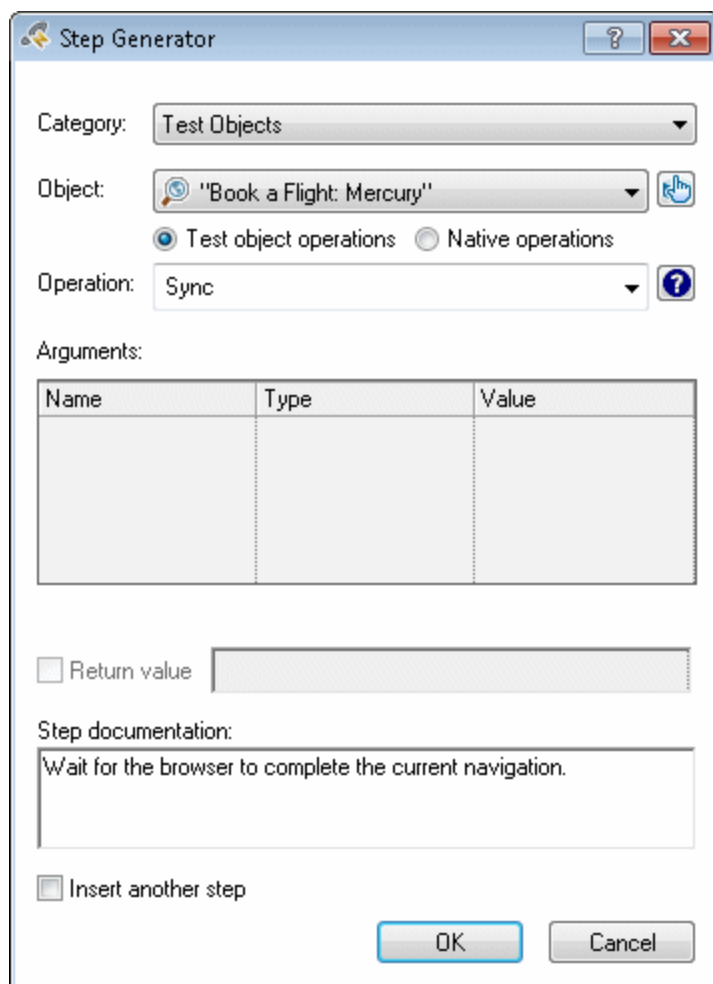 Step Generator
Category: Test Objects
Object: "Book a Flight: Mercury"
Test object operations Native operations
Operation: Sync
Arguments:
Name Type Value
Return value
Step documentation:
Wait for the browser to complete the current navigation.
Insert another step
OK Cancel